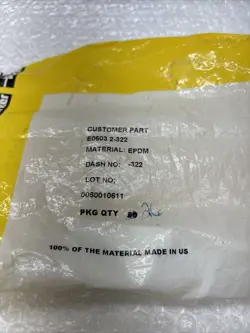 CUSTOMER PART
E0603 2-322
MATERIAL: EPDM
DASH NO: -322
LOT NO:
0080010611
PKG QTY
100% OF THE MATERIAL MADE IN US